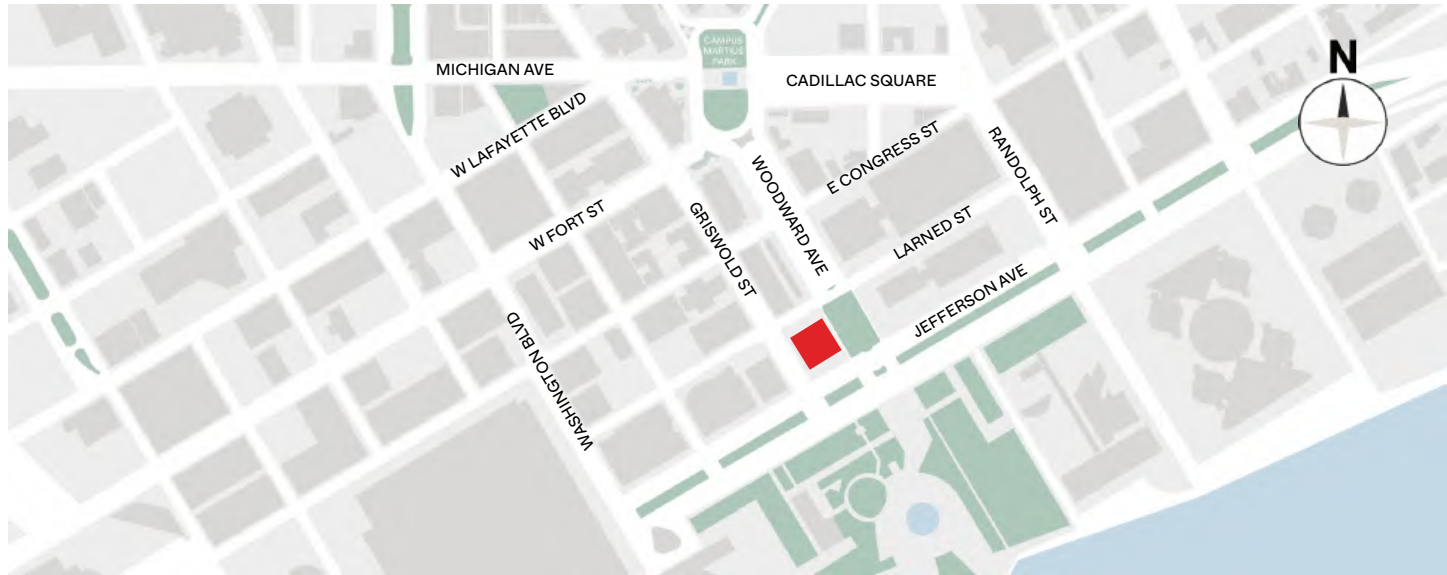 CAMPUS
MARTIUS
PARK
N
MICHIGAN AVE
CADILLAC SQUARE
W LAFAYETTE BLVD
E CONGRESS ST
RANDOLPH ST
WOODWARD AVE
W FORT ST
GRISWOLD ST
LARNED ST
JEFFERSON AVE
WASHINGTON BLVD